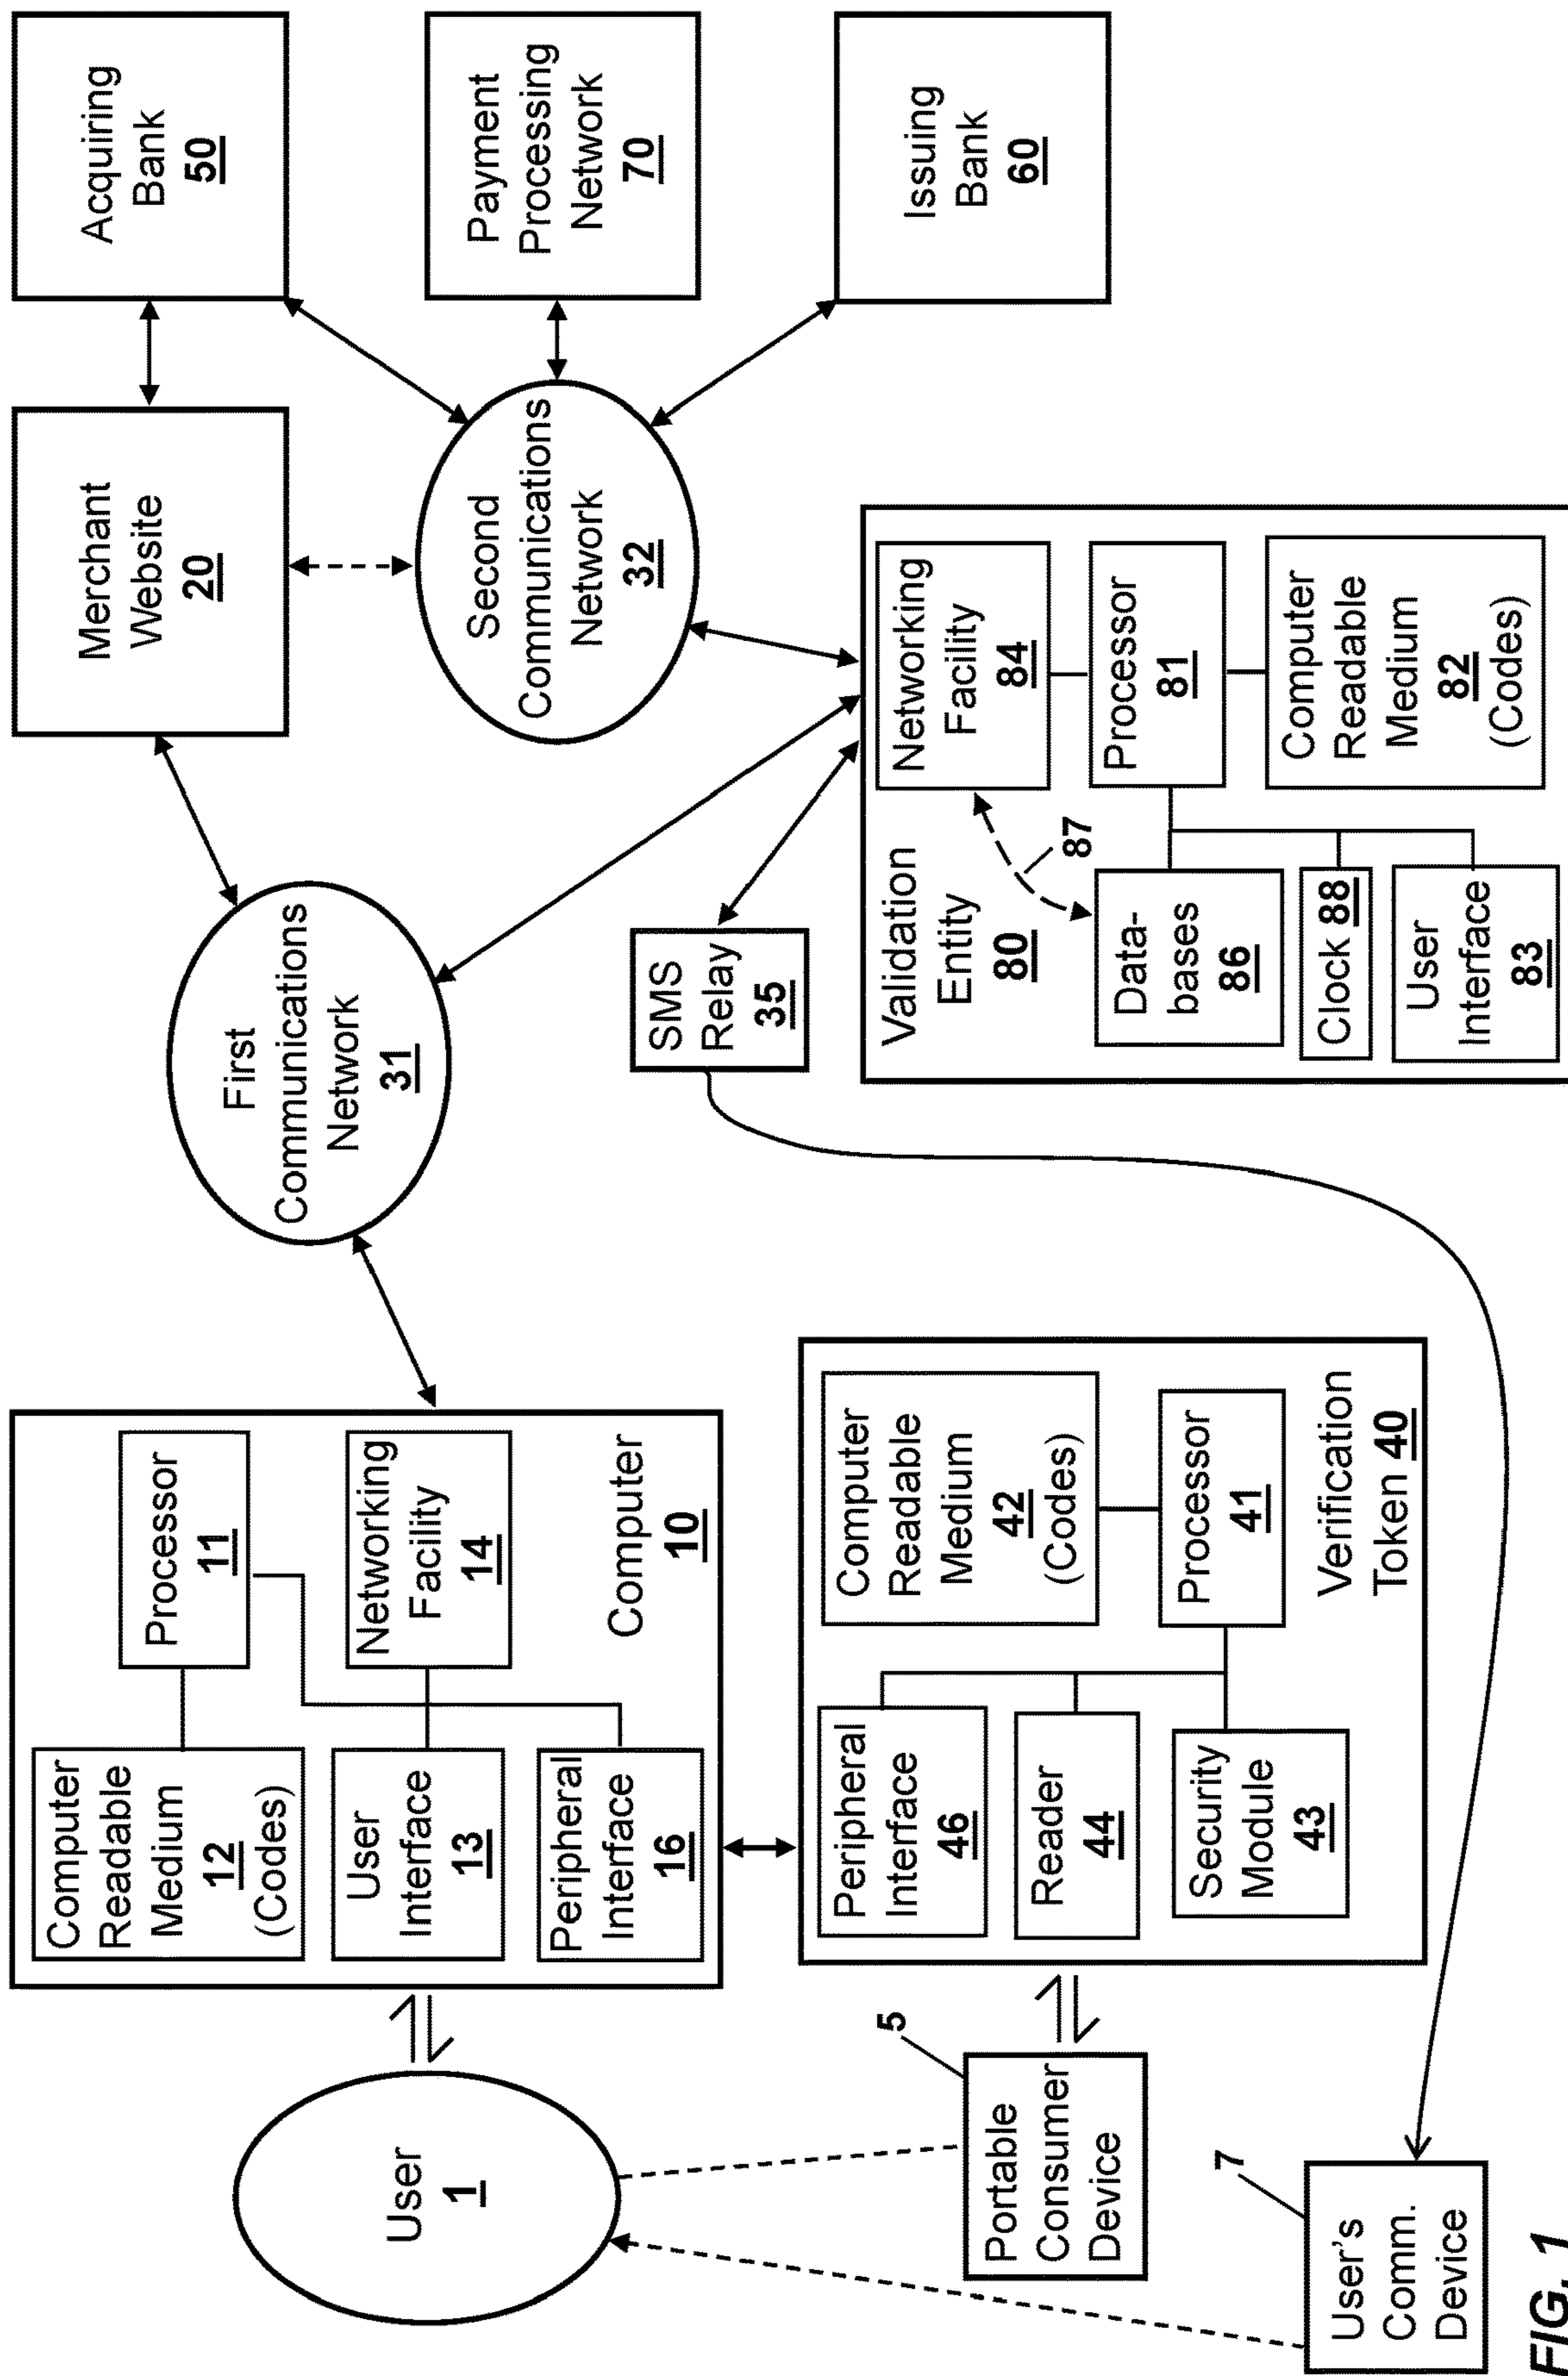 User
1
Computer
Readable
Medium
12
(Codes)
Processor
11
User
Interface
13
Networking
Facility
14
Peripheral
Interface
16
Computer
10
First
Communications
Network
31
Merchant
Website
20
Acquiring
Bank
50
Second
Communications
Network
32
Payment
Processing
Network
70
Issuing
Bank
60
5
Portable
Consumer
Device
7
User's
Comm.
Device
Peripheral
Interface
46
Reader
44
Security
Module
43
Computer
Readable
Medium
42
(Codes)
Processor
41
Verification
Token 40
SMS
Relay
35
Validation
Entity
80
Networking
Facility
84
87
Data-
bases
86
Processor
81
Clock 88
User
Interface
83
Computer
Readable
Medium
82
(Codes)
FIG. 1